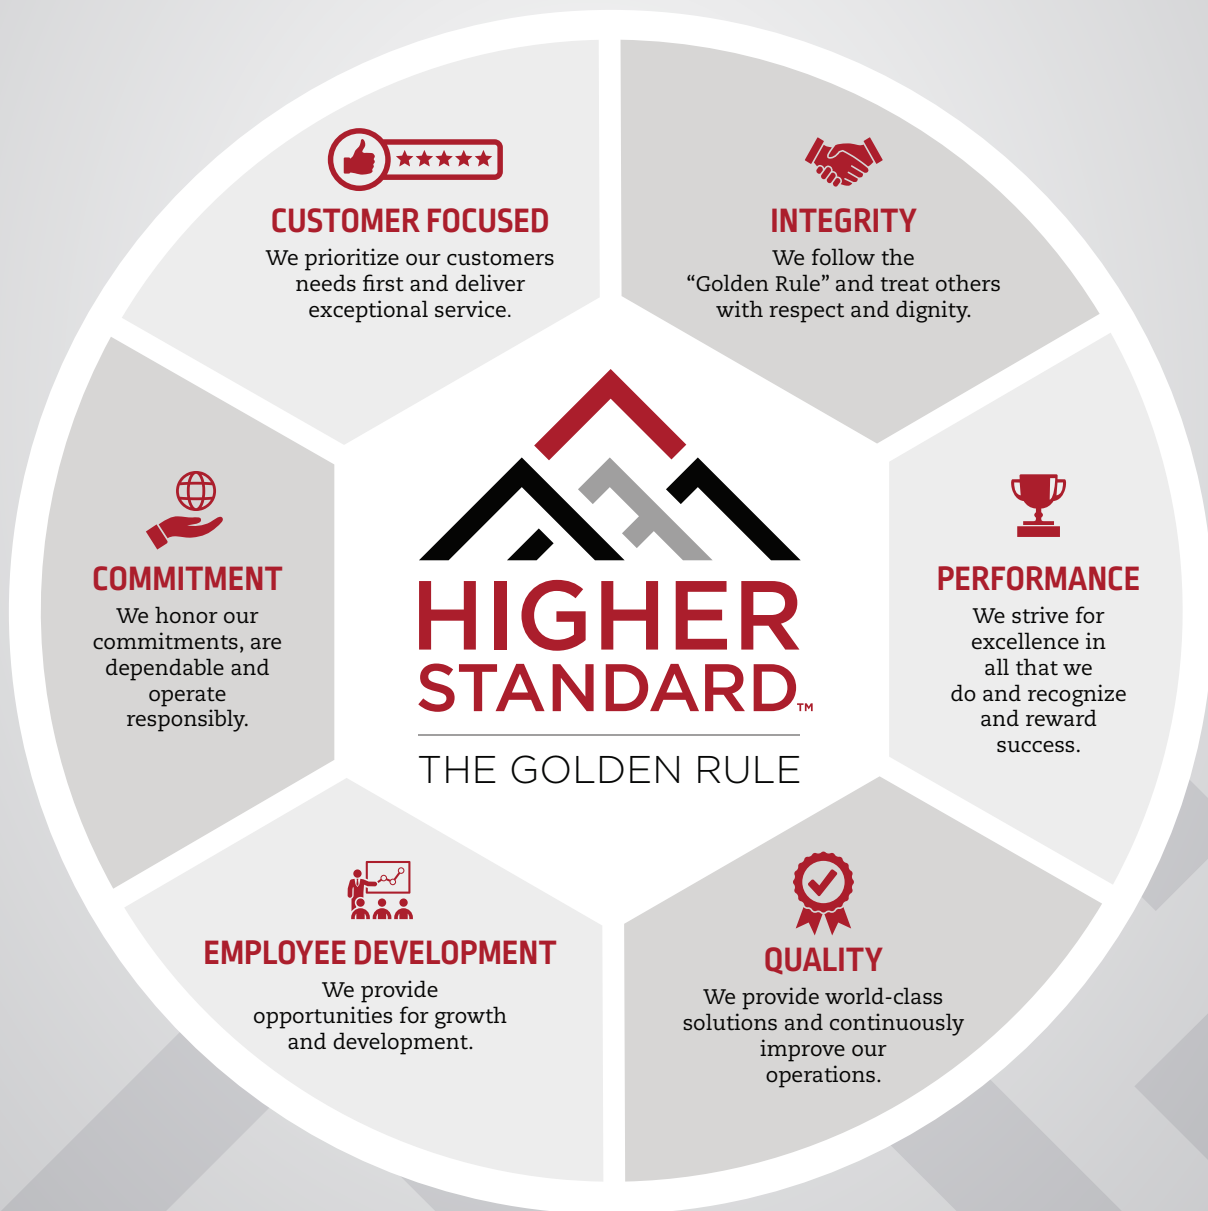 CUSTOMER FOCUSED
We prioritize our customers
needs first and deliver
exceptional service.
INTEGRITY
We follow the
“Golden Rule” and treat others
with respect and dignity.
COMMITMENT
We honor our
commitments, are
dependable and
operate
responsibly.
HIGHER
STANDARD™
THE GOLDEN RULE
PERFORMANCE
We strive for
excellence in
all that we
do and recognize
and reward
success.
EMPLOYEE DEVELOPMENT
We provide
opportunities for growth
and development.
QUALITY
We provide world-class
solutions and continuously
improve our
operations.